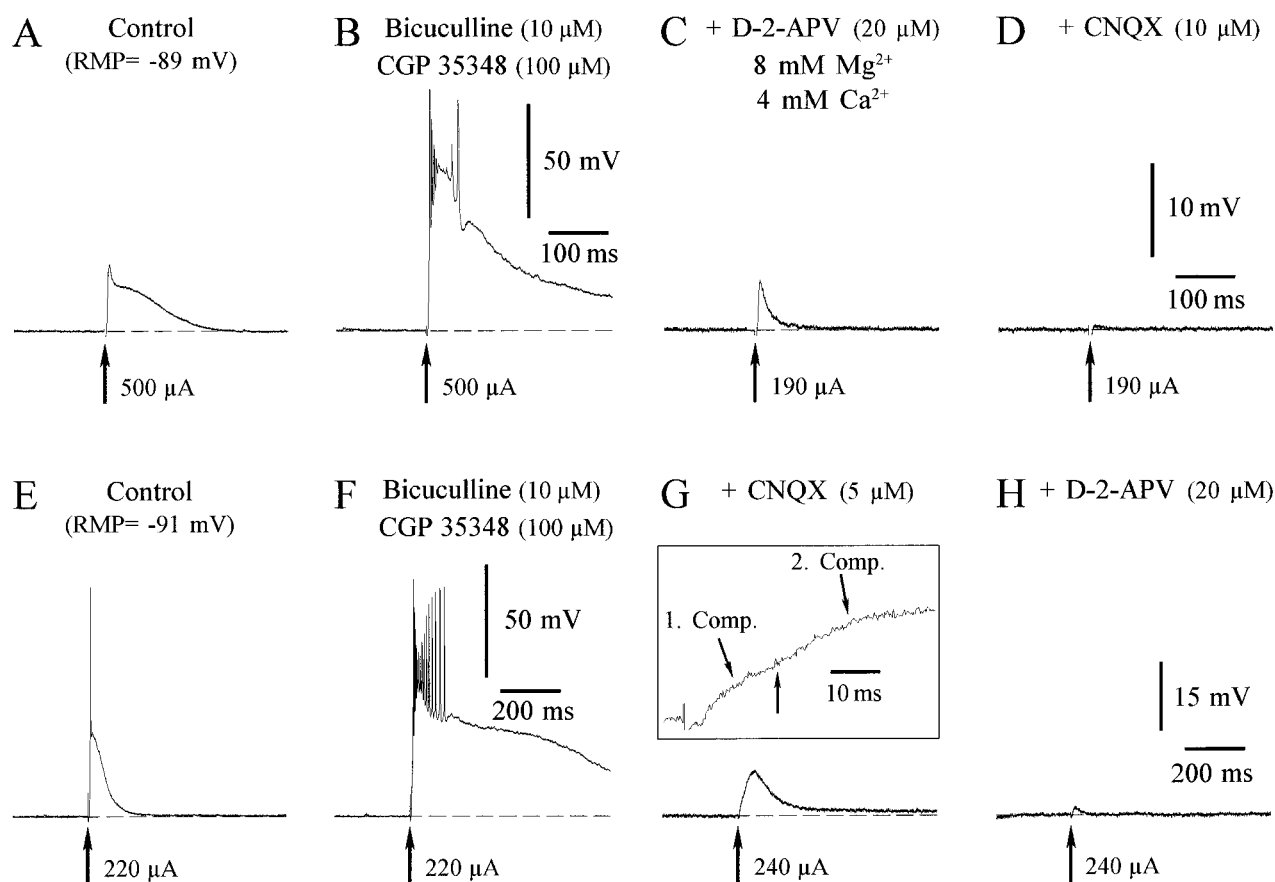 A
Control
(RMP= -89 mV)
500 µA
B
Bicuculline (10 µM)
CGP 35348 (100 µM)
50 mV
100 ms
500 µA
C
+ D-2-APV (20 µM)
8 mM Mg²⁺
4 mM Ca²⁺
190 µA
D
+ CNQX (10 µM)
10 mV
100 ms
190 µA
E
Control
(RMP= -91 mV)
220 µA
F
Bicuculline (10 µM)
CGP 35348 (100 µM)
50 mV
200 ms
220 µA
G
+ CNQX (5 µM)
2. Comp.
1. Comp.
10 ms
240 µA
H
+ D-2-APV (20 µM)
15 mV
200 ms
240 µA